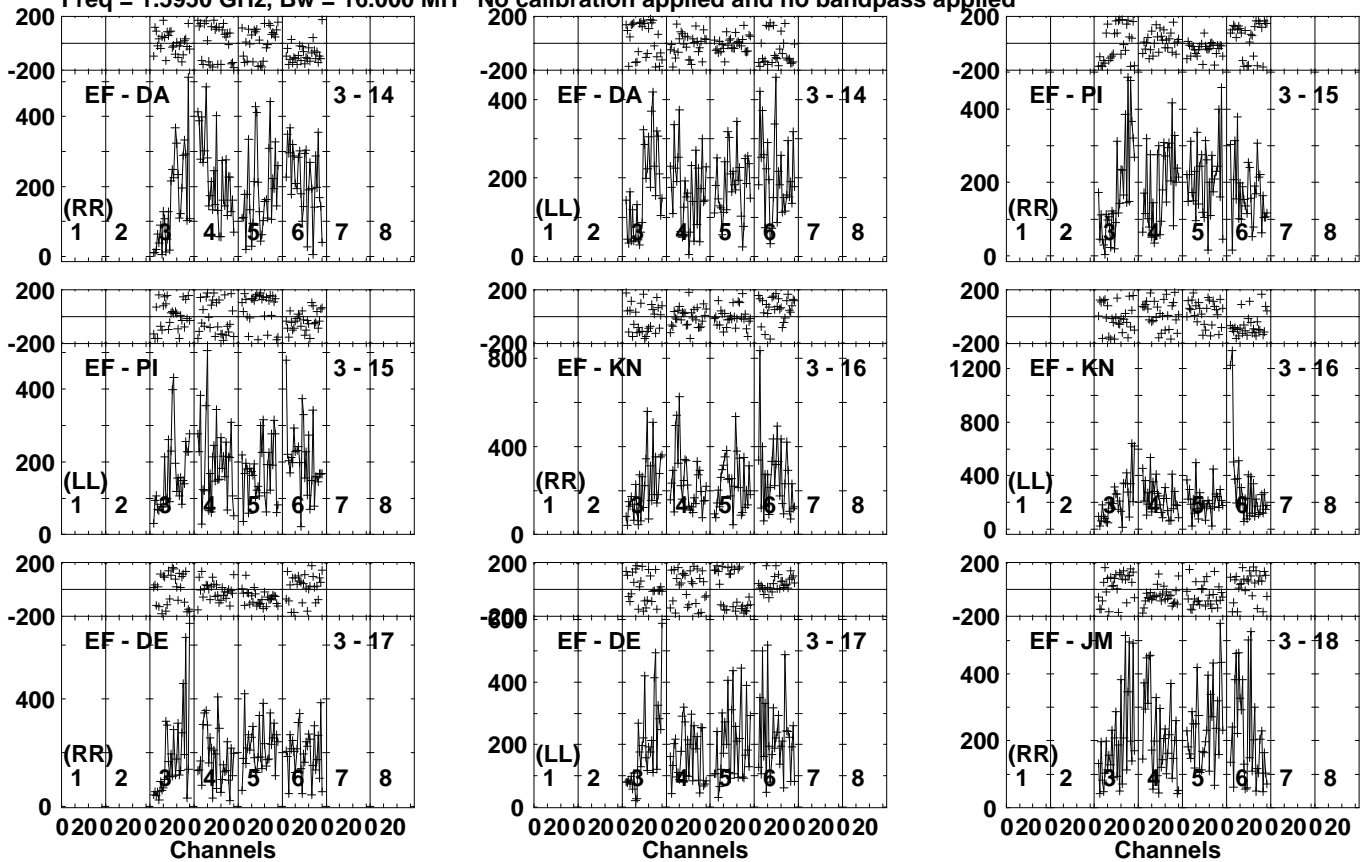 Freq = 1.5950 GHz, Bw = 16.000 MH No calibration applied and no bandpass applied
200 200 200
-200 -200 -200
EF - DA 3 - 14 EF - DA 3 - 14 EF - PI 3 - 15
400 400 400
200 200 200
(RR) (LL) (RR)
1 2 3 4 5 6 7 8 1 2 3 4 5 6 7 8 1 2 3 4 5 6 7 8
0 0 0
200 200 200
-200 -200 -200
EF - PI 3 - 15 EF - KN 3 - 16 EF - KN 3 - 16
400 800 1200
800
200 400 400
(LL) (RR) (LL)
1 2 3 4 5 6 7 8 1 2 3 4 5 6 7 8 1 2 3 4 5 6 7 8
0 0 0
200 200 200
-200 -200 -200
600
EF - DE 3 - 17 EF - DE 3 - 17 EF - JM 3 - 18
400 400 400
200 200
(RR) (LL) (RR)
1 2 3 4 5 6 7 8 1 2 3 4 5 6 7 8 1 2 3 4 5 6 7 8
0 0 0
0 20 0 20 0 20 0 20 0 20 0 20 0 20 0 20 0 20 0 20 0 20 0 20 0 20 0 20 0 20 0 20 0 20 0 20 0 20 0 20 0 20 0 20 0 20 0 20
Channels Channels Channels